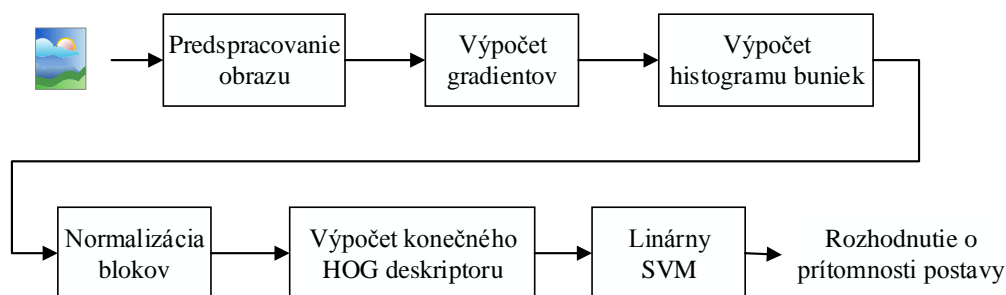 Predspracovanie
obrazu
Výpočet
gradientov
Výpočet
histogramu buniek
Normalizácia
blokov
Výpočet konečného
HOG deskriptoru
Linárny
SVM
Rozhodnutie o
prítomnosti postavy